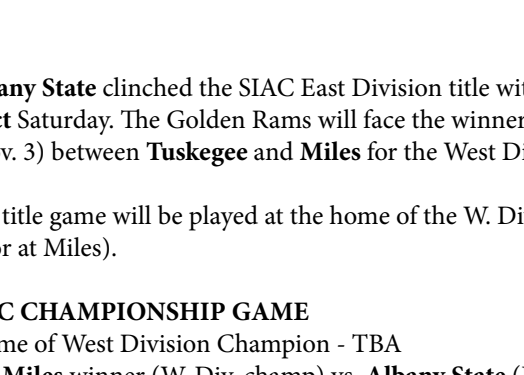 any State clinched the SIAC East Division title wit
ct Saturday. The Golden Rams will face the winner
v. 3) between Tuskegee and Miles for the West Di
title game will be played at the home of the W. Di
or at Miles).
C CHAMPIONSHIP GAME
me of West Division Champion - TBA
Miles winner (W. Div. champ) vs. Albany State (